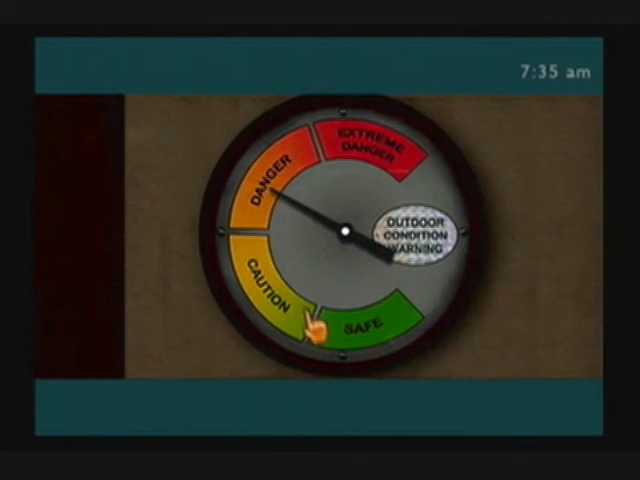 7:35 am
EXTREME
DANGER
DANGER
OUTDOOR
CONDITION
WARNING
CAUTION
SAFE